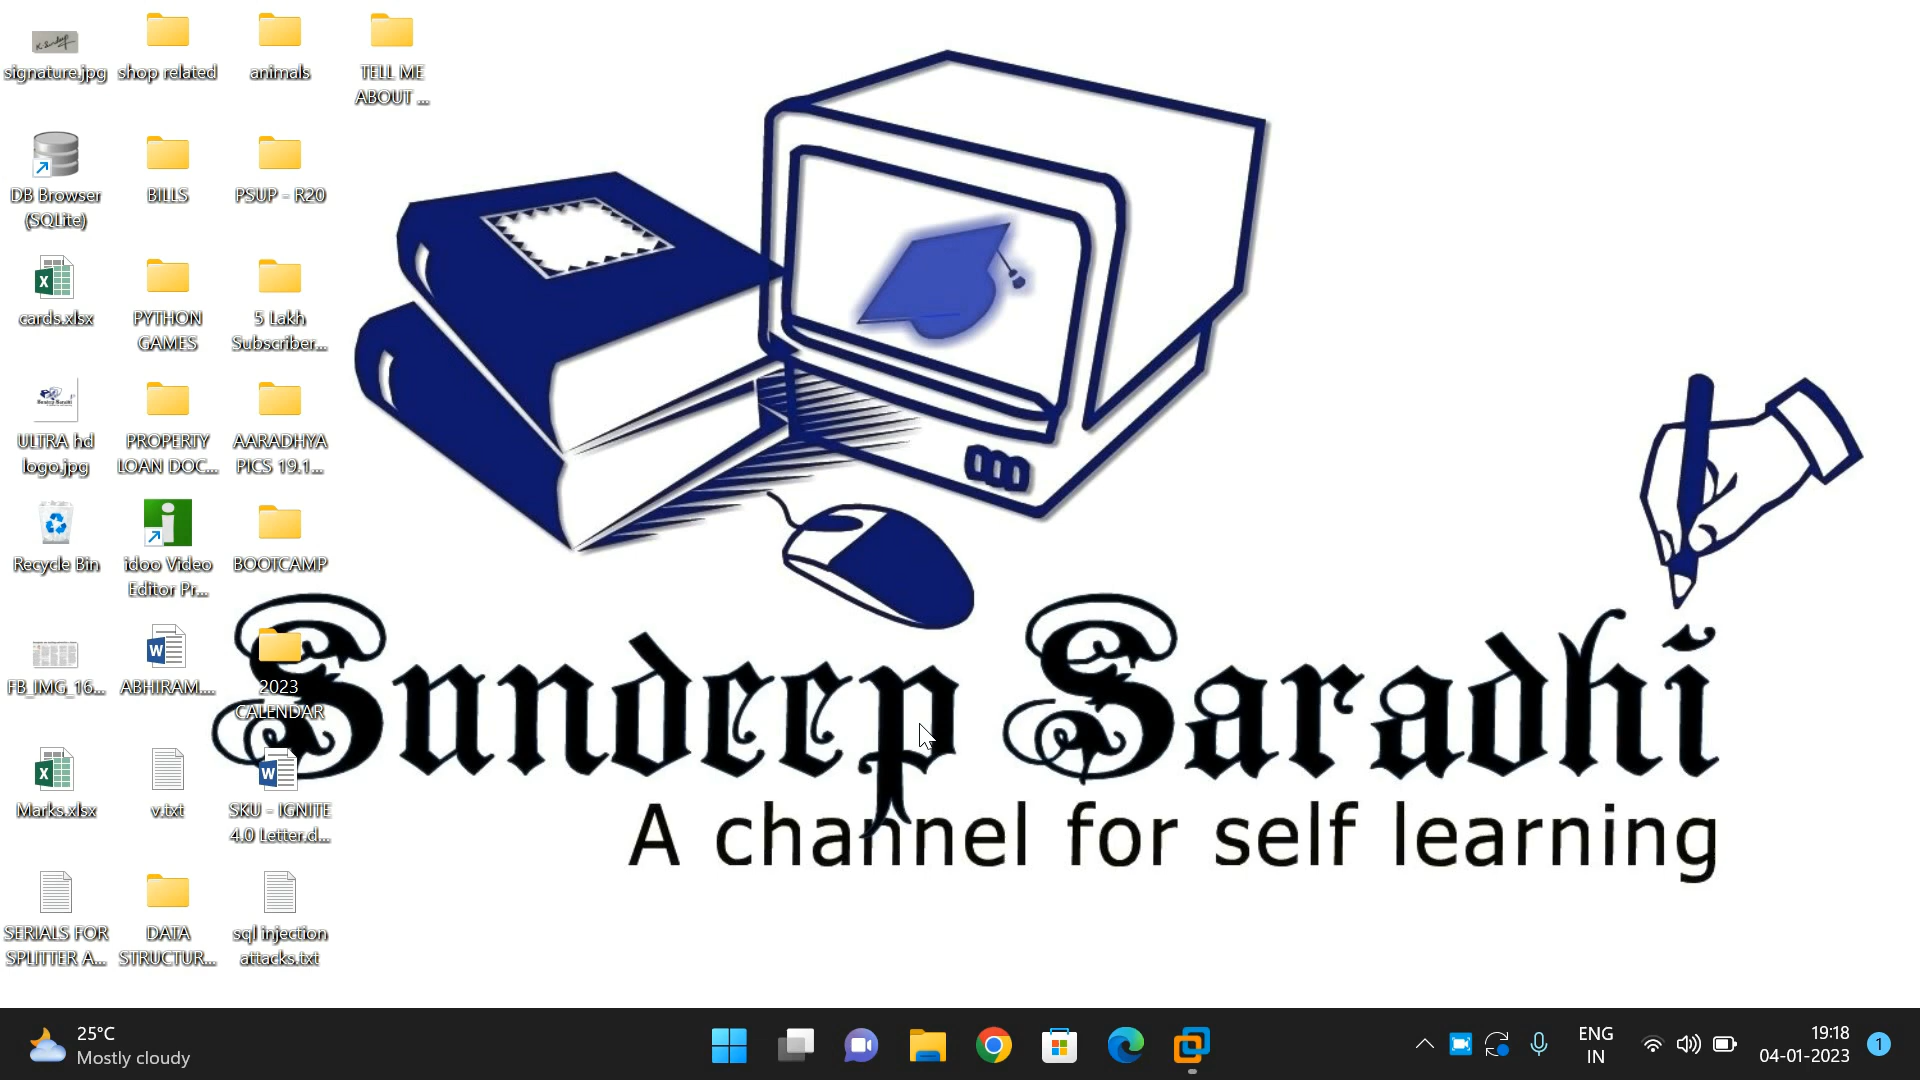 signature.jpg
shop related
animals
TELL ME
ABOUT ...
DB Browser
(SQLite)
BILLS
PSUP - R20
cards.xlsx
PYTHON
GAMES
5 Lakh
Subscriber...
ULTRA hd
logo.jpg
PROPERTY
LOAN DOC...
AARADHYA
PICS 19.1...
Recycle Bin
idoo Video
Editor Pr...
BOOTCAMP
FB_IMG_16...
ABHIRAM....
2023
CALENDAR
Marks.xlsx
v.txt
SKU - IGNITE
4.0 Letter.d...
SERIALS FOR
SPLITTER A...
DATA
STRUCTUR...
sql injection
attacks.txt
Sundeep Saradhi
A channel for self learning
25°C
Mostly cloudy
ENG
IN
19:18
04-01-2023
1